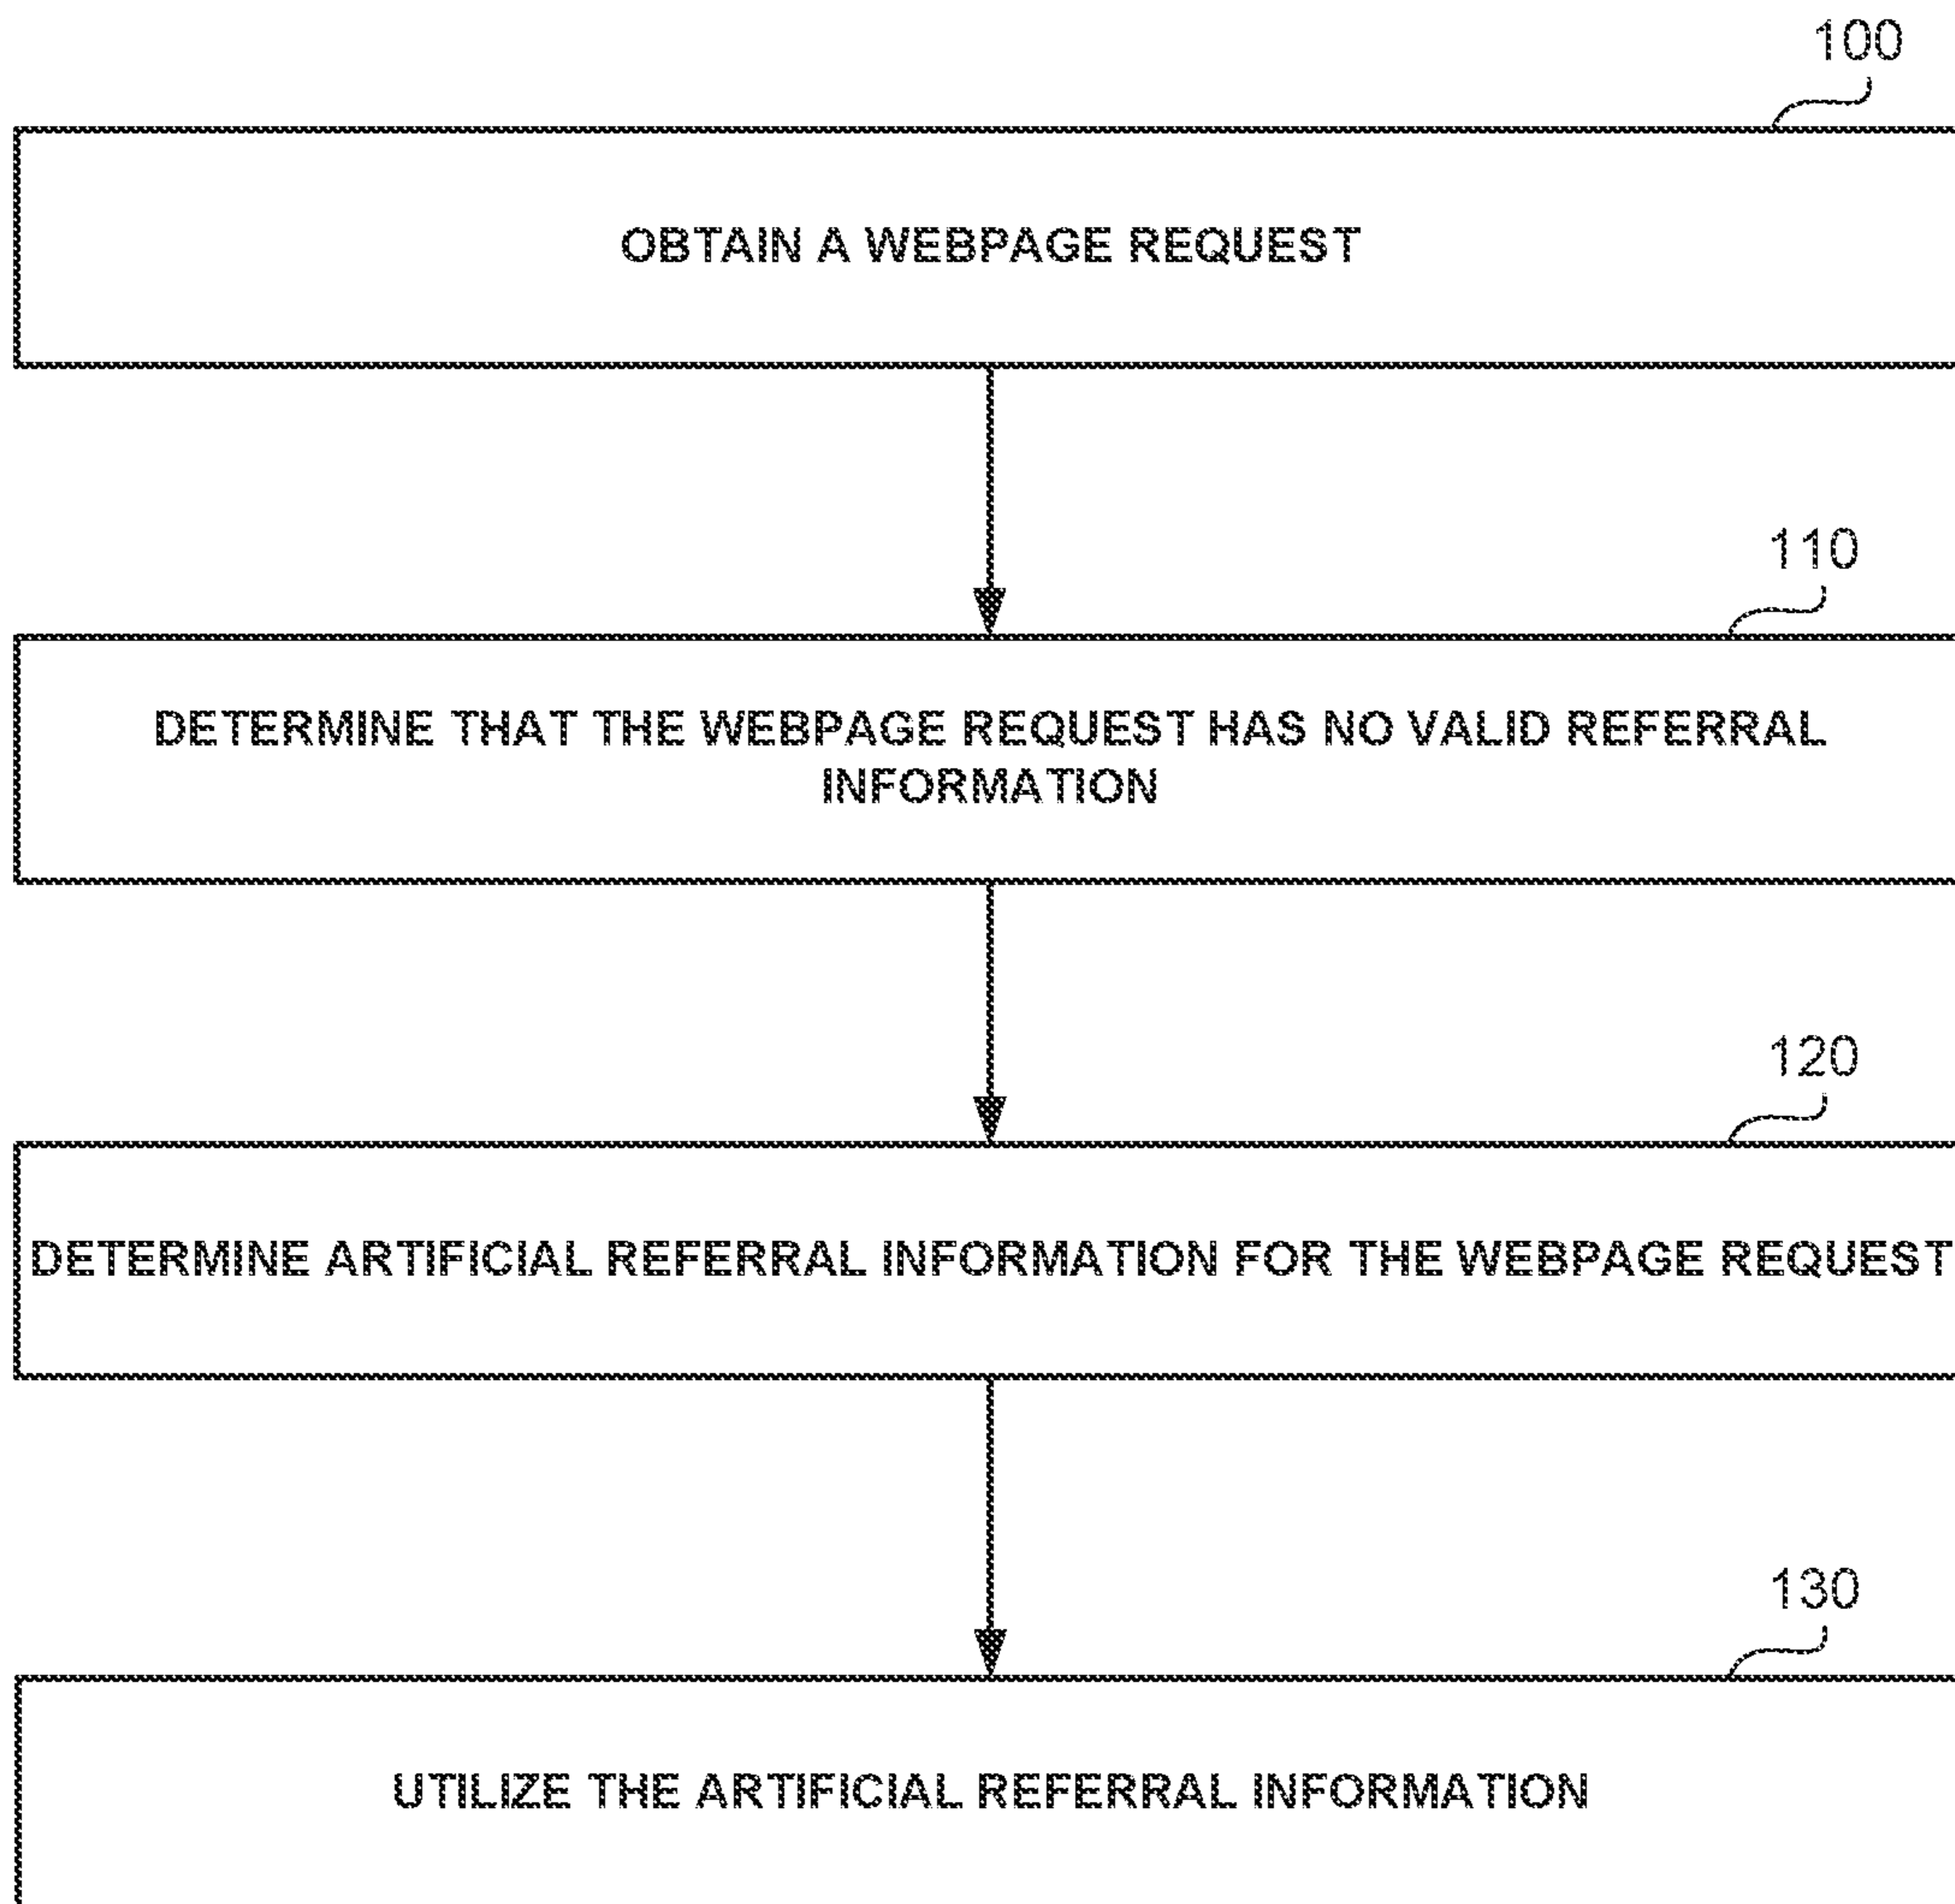 100
OBTAIN A WEBPAGE REQUEST
110
DETERMINE THAT THE WEBPAGE REQUEST HAS NO VALID REFERRAL
INFORMATION
120
DETERMINE ARTIFICIAL REFERRAL INFORMATION FOR THE WEBPAGE REQUEST
130
UTILIZE THE ARTIFICIAL REFERRAL INFORMATION